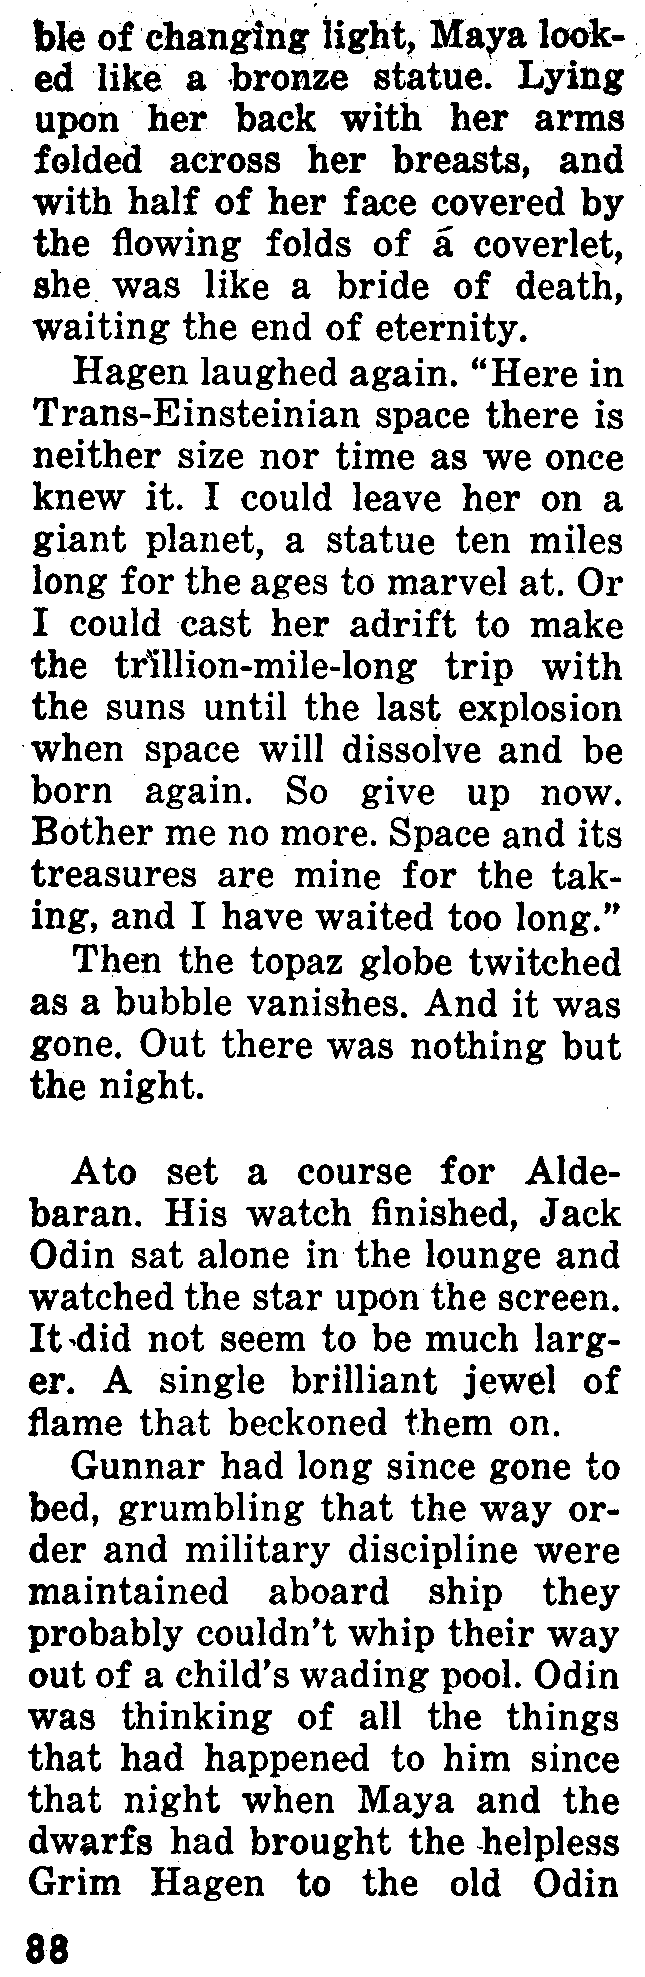 ble of changing light, Maya look-
ed like a bronze statue. Lying
upon her back with her arms
folded across her breasts, and
with half of her face covered by
the flowing folds of a coverlet,
she was like a bride of death,
waiting the end of eternity.
Hagen laughed again. “Here in
Trans-Einsteinian space there is
neither size nor time as we once
knew it. I could leave her on a
giant planet, a statue ten miles
long for the ages to marvel at. Or
I could cast her adrift to make
the trillion-mile-long trip with
the suns until the last explosion
when space will dissolve and be
born again. So give up now.
Bother me no more. Space and its
treasures are mine for the tak-
ing, and I have waited too long.”
Then the topaz globe twitched
as a bubble vanishes. And it was
gone. Out there was nothing but
the night.
Ato set a course for Alde-
baran. His watch finished, Jack
Odin sat alone in the lounge and
watched the star upon the screen.
It did not seem to be much larg-
er. A single brilliant jewel of
flame that beckoned them on.
Gunnar had long since gone to
bed, grumbling that the way or-
der and military discipline were
maintained aboard ship they
probably couldn't whip their way
out of a child's wading pool. Odin
was thinking of all the things
that had happened to him since
that night when Maya and the
dwarfs had brought the helpless
Grim Hagen to the old Odin
88